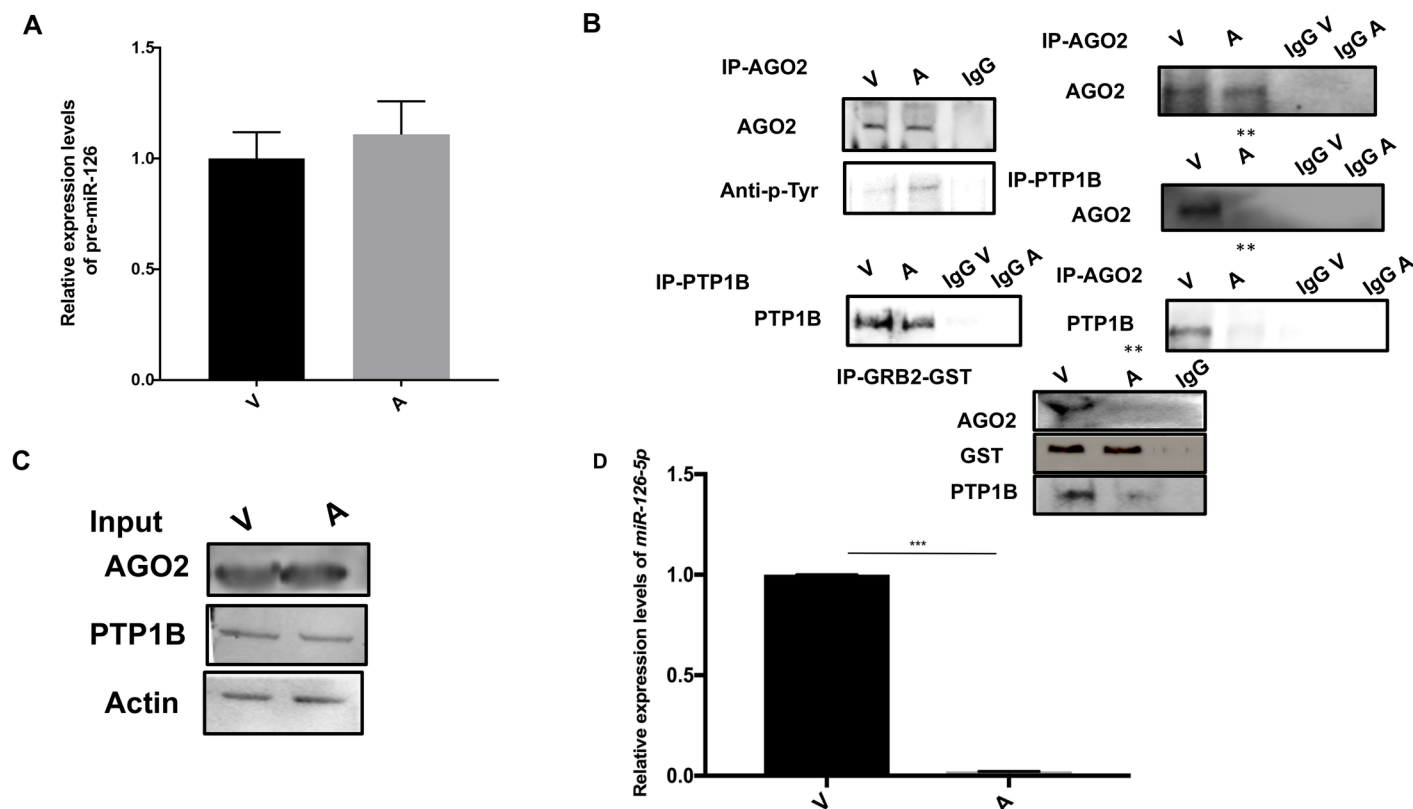 A
Relative expression levels
of pre-miR-126
1.5
1.0
0.5
0.0
V
A
B
IP-AGO2
V A IgG
AGO2
Anti-p-Tyr
IP-PTP1B
V A IgG V IgG A
PTP1B
IP-AGO2
V A IgG V IgG A
AGO2
**
IP-PTP1B
V A IgG V IgG A
AGO2
**
IP-AGO2
V A IgG V IgG A
PTP1B
**
IP-GRB2-GST
V A IgG
AGO2
GST
PTP1B
C
Input
V A
AGO2
PTP1B
Actin
D
Relative expression levels of miR-126-5p
1.5
1.0
0.5
0.0
***
V
A